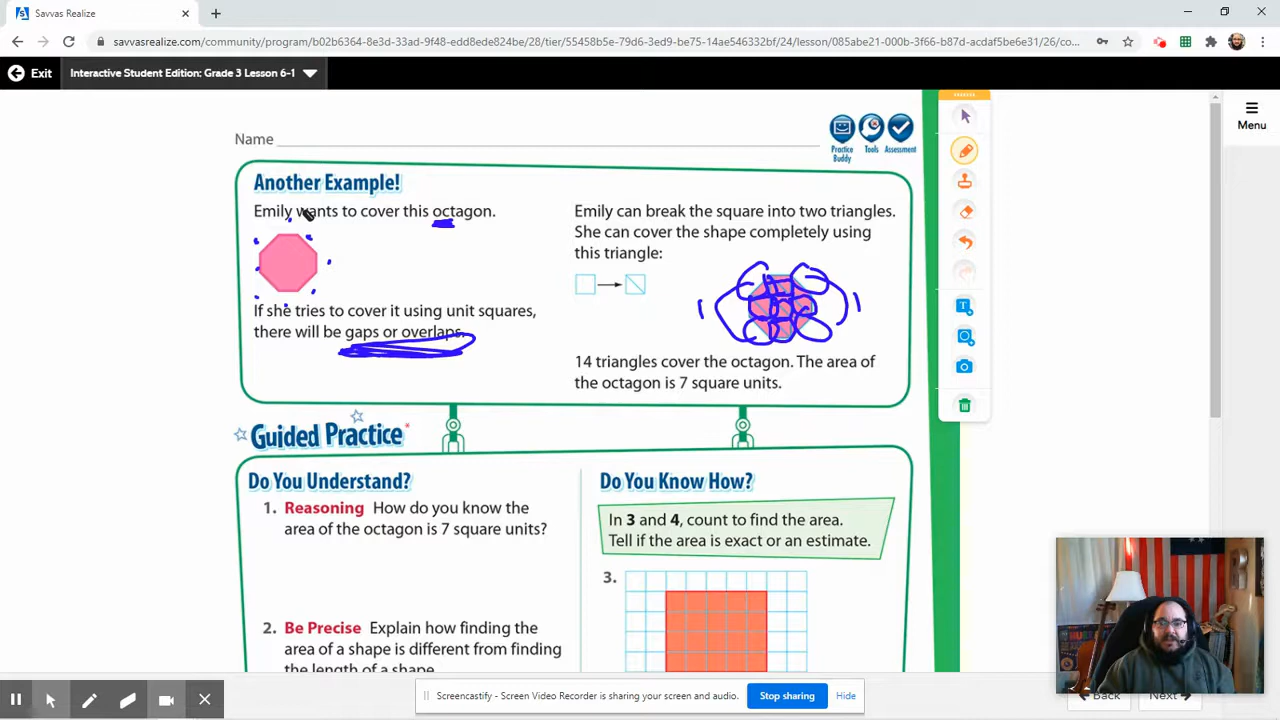 Savvas Realize
savvasrealize.com/community/program/b02b6364-8e3d-33ad-9f48-edd8ede824be/28/tier/55458b5e-79d6-3ed9-be75-14ae546332bf/24/lesson/085abe21-000b-3f66-b87d-acdaf5be6e31/26/co...
Exit
Interactive Student Edition: Grade 3 Lesson 6-1
Menu
Name
Practice Buddy
Tools
Assessment
Another Example!
Emily wants to cover this octagon.
If she tries to cover it using unit squares,
there will be gaps or overlaps.
Emily can break the square into two triangles.
She can cover the shape completely using
this triangle:
14 triangles cover the octagon. The area of
the octagon is 7 square units.
Guided Practice*
Do You Understand?
1. Reasoning How do you know the
area of the octagon is 7 square units?
2. Be Precise Explain how finding the
area of a shape is different from finding
the length of a shape.
Do You Know How?
In 3 and 4, count to find the area.
Tell if the area is exact or an estimate.
3.
Back
Next
Screencastify - Screen Video Recorder is sharing your screen and audio.
Stop sharing
Hide